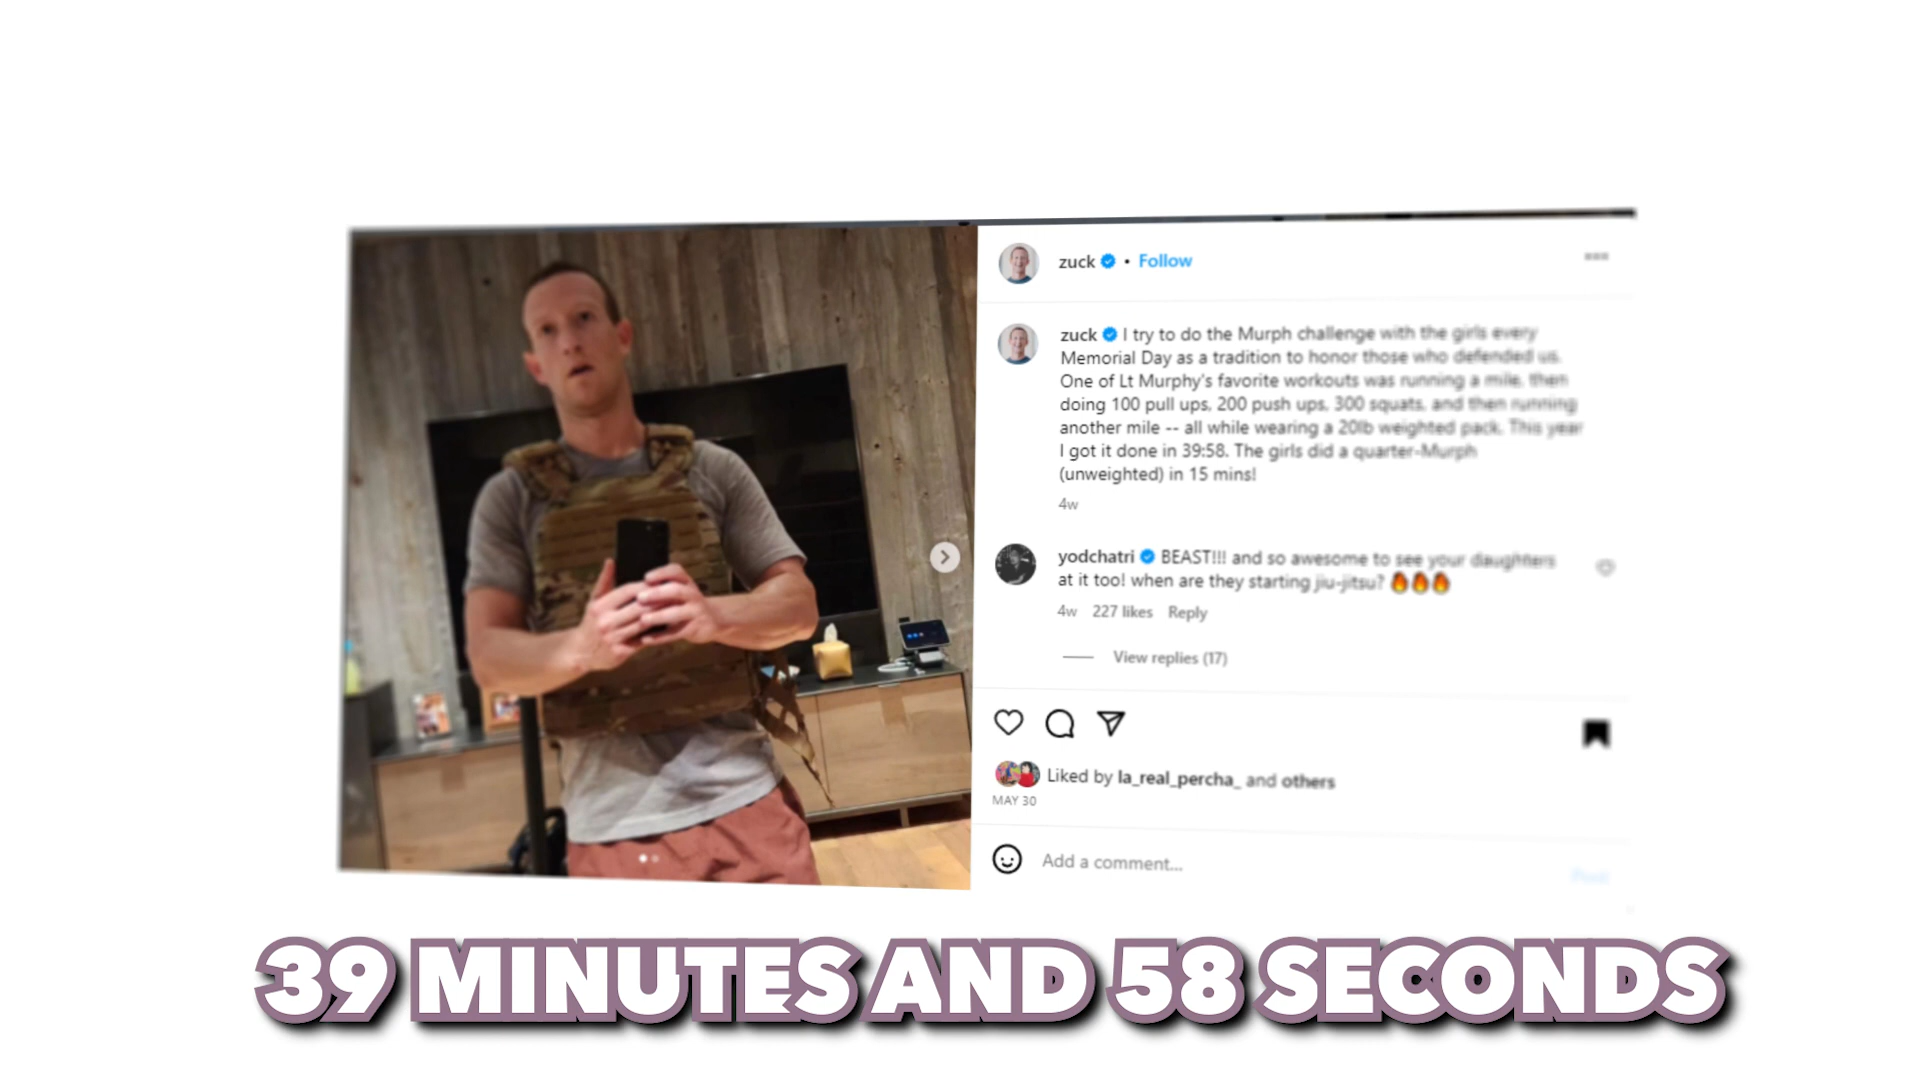 zuck • Follow
zuck I try to do the Murph challenge with the girls every
Memorial Day as a tradition to honor those who defended us.
One of Lt Murphy's favorite workouts was running a mile, then
doing 100 pull ups, 200 push ups, 300 squats, and then running
another mile -- all while wearing a 20lb weighted pack. This year
I got it done in 39:58. The girls did a quarter-Murph
(unweighted) in 15 mins!
4w
yodchatri BEAST!!! and so awesome to see your daughters
at it too! when are they starting jiu-jitsu? 🔥🔥🔥
4w 227 likes Reply
View replies (17)
Liked by la_real_percha_ and others
MAY 30
Add a comment...
Post
39 MINUTES AND 58 SECONDS